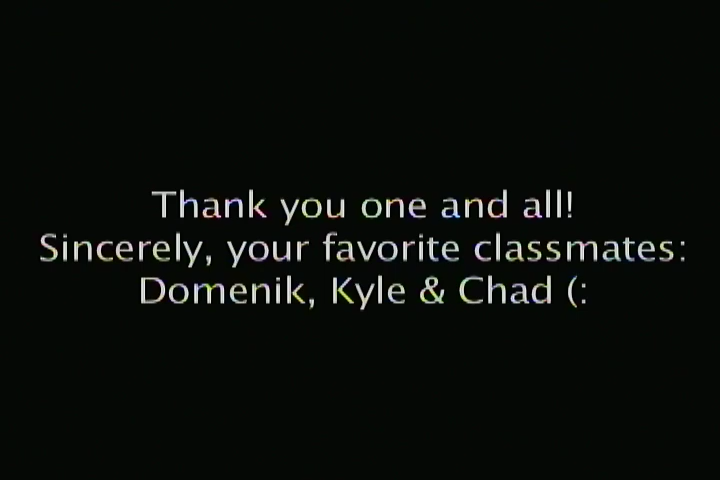 Thank you one and all!
Sincerely, your favorite classmates:
Domenik, Kyle & Chad (: